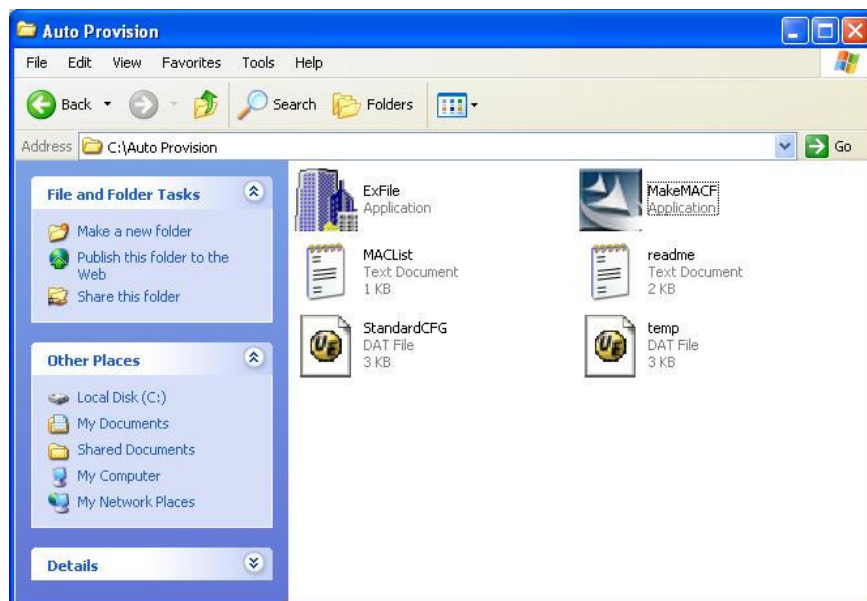 Auto Provision
File Edit View Favorites Tools Help
Back Search Folders
Address C:\Auto Provision Go
File and Folder Tasks
Make a new folder
Publish this folder to the
Web
Share this folder
Other Places
Local Disk (C:)
My Documents
Shared Documents
My Computer
My Network Places
Details
ExFile
Application
MakeMACF
Application
MACList
Text Document
1 KB
readme
Text Document
2 KB
StandardCFG
DAT File
3 KB
temp
DAT File
3 KB